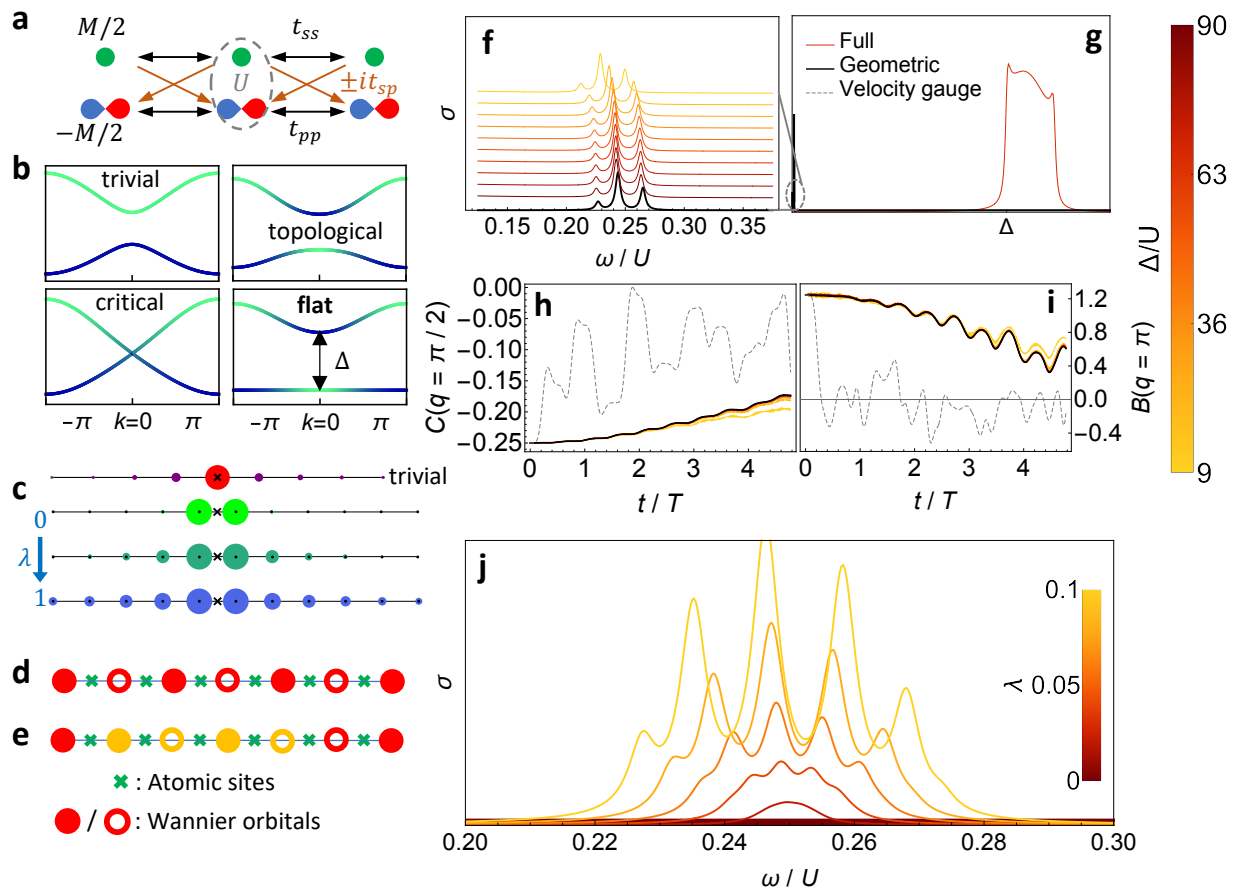 a
M/2
t_ss
U
±it_sp
−M/2
t_pp
b
trivial
topological
critical
flat
Δ
−π k=0 π −π k=0 π
c
trivial
0
λ
1
d
e
✖ : Atomic sites
● / ○ : Wannier orbitals
f
σ
0.15 0.20 0.25 0.30 0.35
ω / U
g
Full
Geometric
Velocity gauge
Δ
h
C(q = π / 2)
0.00
−0.05
−0.10
−0.15
−0.20
−0.25
0 1 2 3 4
t / T
i
B(q = π)
1.2
0.8
0.4
0.0
−0.4
0 1 2 3 4
t / T
90
63
36
9
Δ/U
j
σ
λ
0.1
0.05
0
0.20 0.22 0.24 0.26 0.28 0.30
ω / U